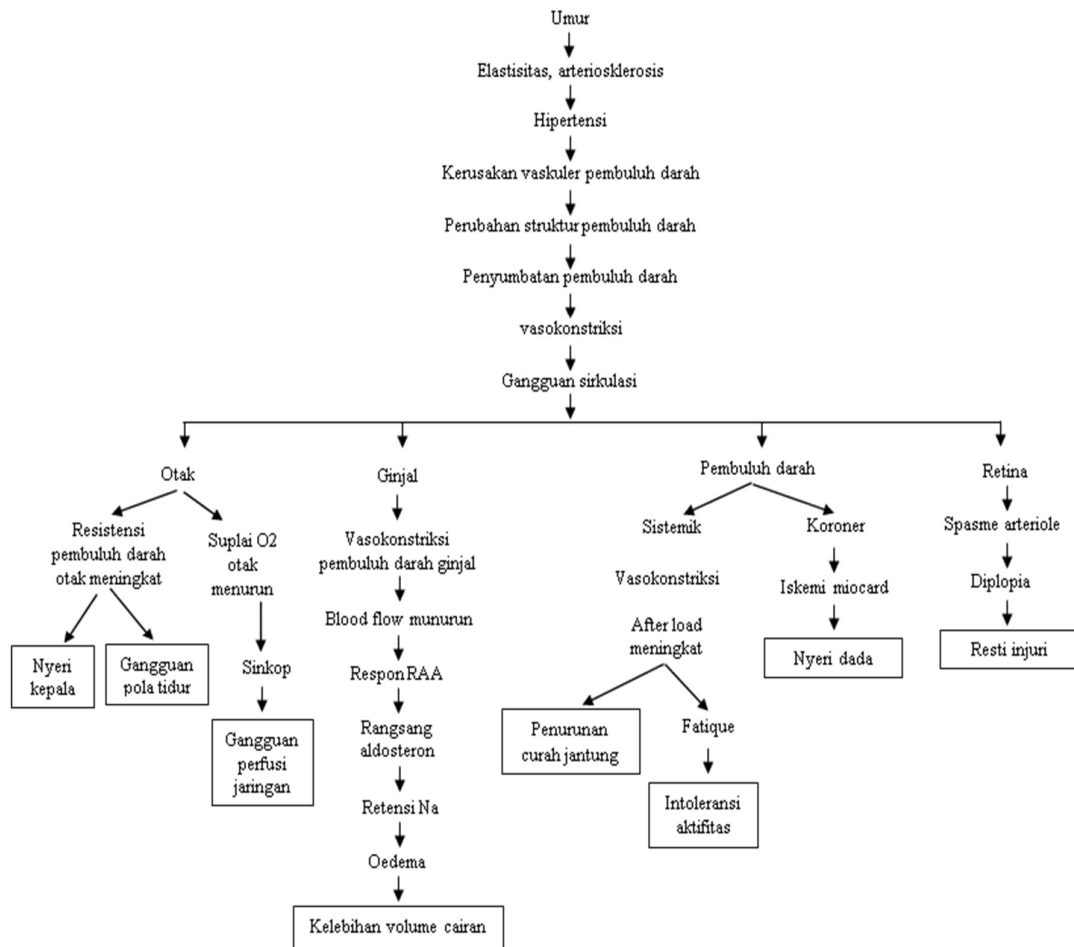 Umur
Elastisitas, arteriosklerosis
Hipertensi
Kerusakan vaskuler pembuluh darah
Perubahan struktur pembuluh darah
Penyumbatan pembuluh darah
vasokonstriksi
Gangguan sirkulasi
Otak
Resistensi
pembuluh darah
otak meningkat
Nyeri
kepala
Gangguan
pola tidur
Suplai O2
otak
menurun
Sinkop
Gangguan
perfusi
jaringan
Ginjal
Vasokonstriksi
pembuluh darah ginjal
Blood flow munurun
Respon RAA
Rangsang
aldosteron
Retensi Na
Oedema
Kelebihan volume cairan
Pembuluh darah
Sistemik
Vasokonstriksi
After load
meningkat
Penurunan
curah jantung
Fatique
Intoleransi
aktifitas
Koroner
Iskemi miocard
Nyeri dada
Retina
Spasme arteriole
Diplopia
Resti injuri